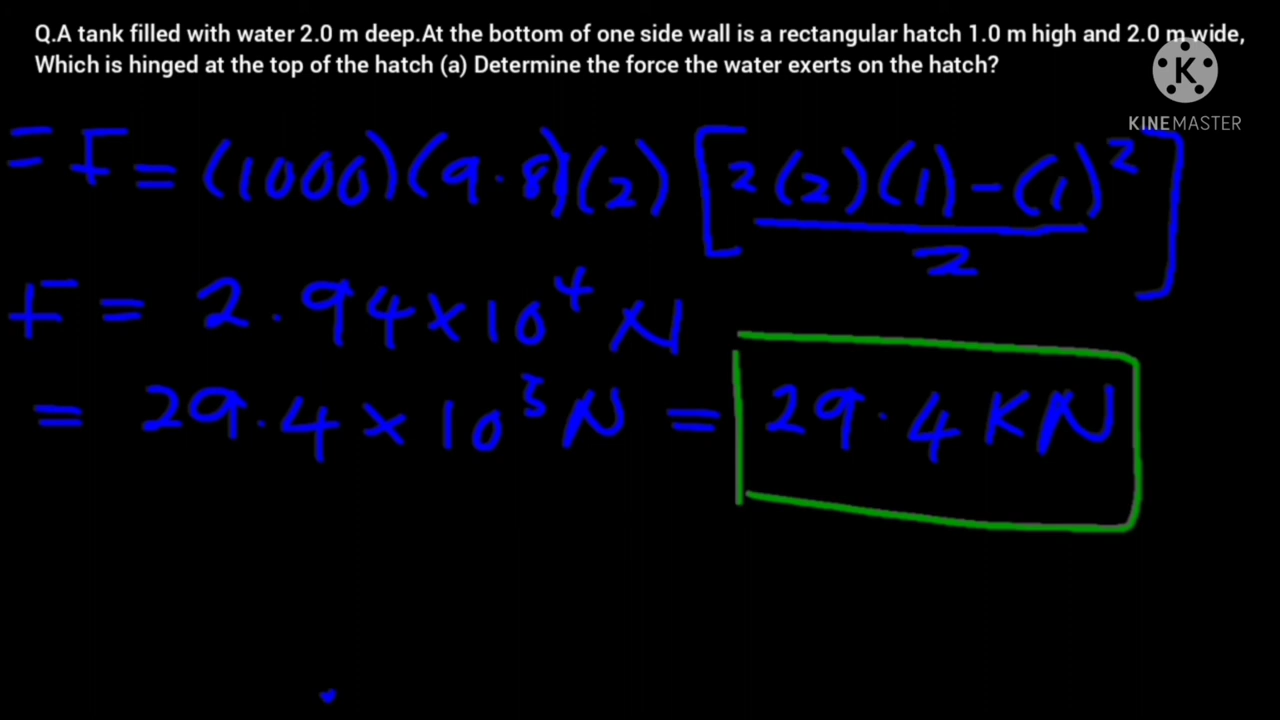 Q.A tank filled with water 2.0 m deep.At the bottom of one side wall is a rectangular hatch 1.0 m high and 2.0 m wide,
Which is hinged at the top of the hatch (a) Determine the force the water exerts on the hatch?
K
KINEMASTER
= F = (1000)(9.8)(2) [2(2)(1) - (1)²/2]
F = 2.94 × 10⁴ N
= 29.4 × 10³ N = 29.4 KN